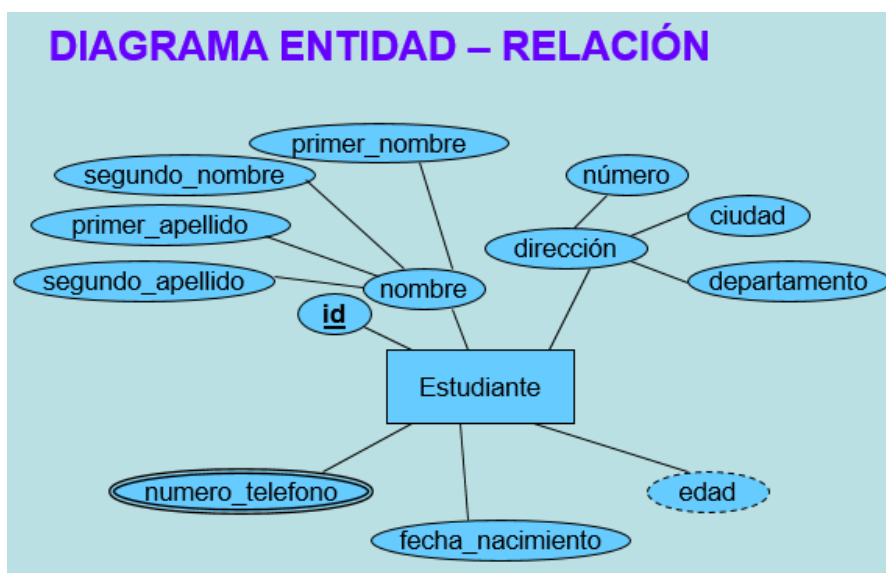 DIAGRAMA ENTIDAD – RELACIÓN
primer_nombre
segundo_nombre
número
primer_apellido
ciudad
dirección
segundo_apellido
nombre
departamento
id
Estudiante
numero_telefono
edad
fecha_nacimiento